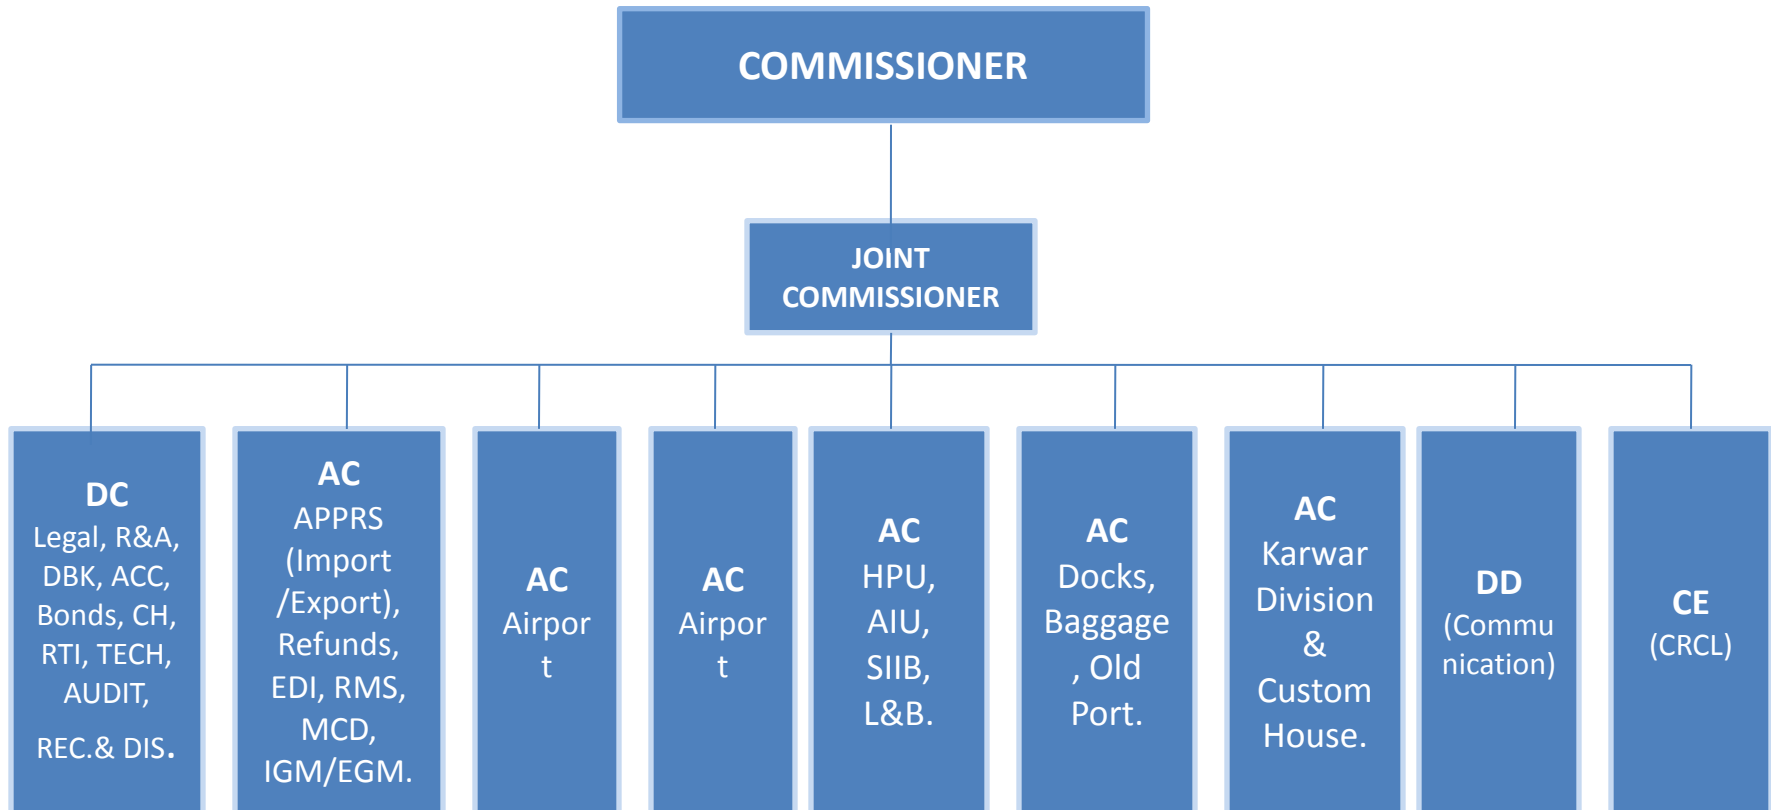 COMMISSIONER
JOINT
COMMISSIONER
DC
Legal, R&A,
DBK, ACC,
Bonds, CH,
RTI, TECH,
AUDIT,
REC.& DIS.
AC
APPRS
(Import
/Export),
Refunds,
EDI, RMS,
MCD,
IGM/EGM.
AC
Airpor
t
AC
Airpor
t
AC
HPU,
AIU,
SIIB,
L&B.
AC
Docks,
Baggage
, Old
Port.
AC
Karwar
Division
&
Custom
House.
DD
(Commu
nication)
CE
(CRCL)